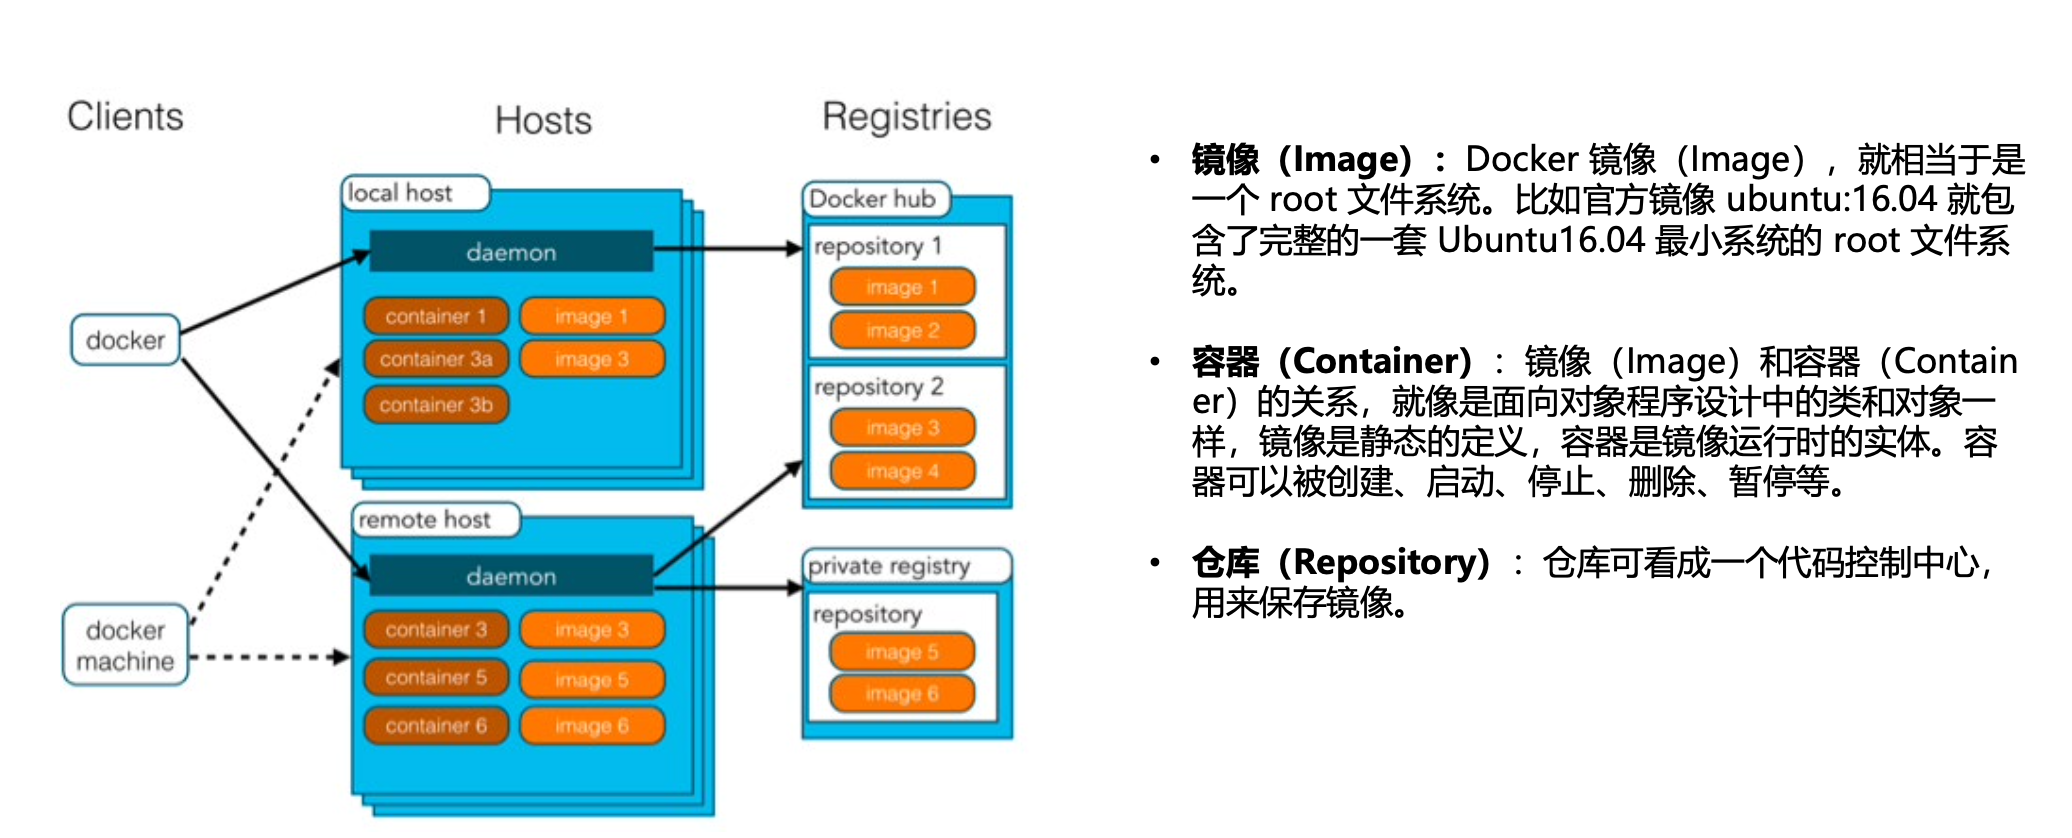 Clients
Hosts
Registries
local host
daemon
container 1
image 1
container 3a
image 3
container 3b
docker
remote host
daemon
container 3
image 3
container 5
image 5
container 6
image 6
docker
machine
Docker hub
repository 1
image 1
image 2
repository 2
image 3
image 4
private registry
repository
image 5
image 6
• 镜像（Image）：Docker 镜像（Image），就相当于是
一个 root 文件系统。比如官方镜像 ubuntu:16.04 就包
含了完整的一套 Ubuntu16.04 最小系统的 root 文件系
统。
• 容器（Container）：镜像（Image）和容器（Contain
er）的关系，就像是面向对象程序设计中的类和对象一
样，镜像是静态的定义，容器是镜像运行时的实体。容
器可以被创建、启动、停止、删除、暂停等。
• 仓库（Repository）：仓库可看成一个代码控制中心，
用来保存镜像。